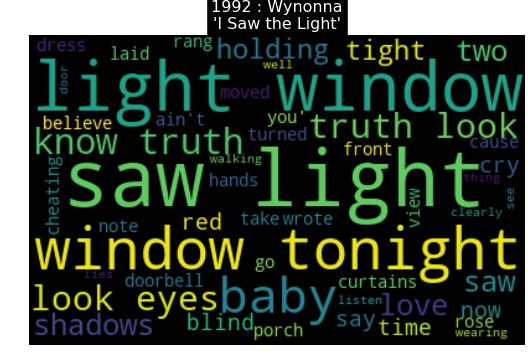 1992 : Wynonna
'I Saw the Light'
dress
laid
rang
holding
tight
two
door
light window
well
moved
believe
ain't
you'
truth look
know truth
turned
front
cause
walking
cry
saw light
thing
cheating
hands
view
see
clearly
note
red
take
wrote
window tonight
go
lies
doorbell
curtains
saw
look eyes
baby
listen
love
now
shadows
blind
porch
say
time
rose
wearing